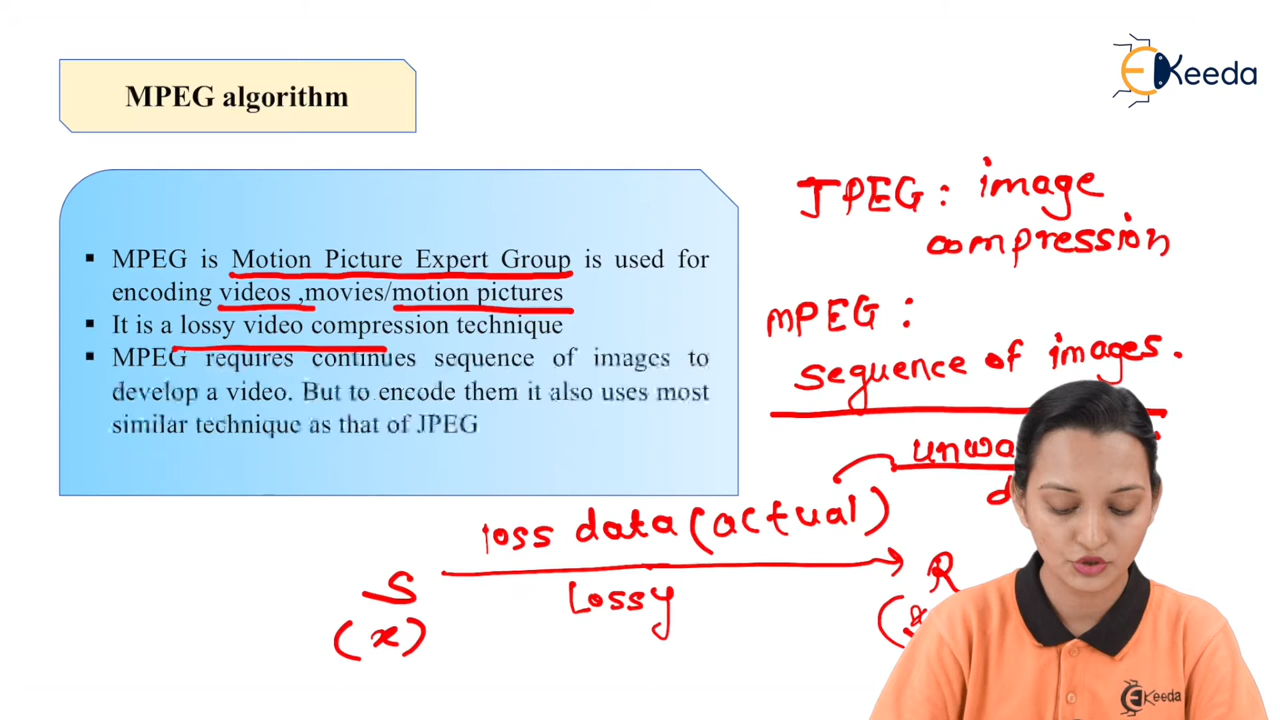 MPEG algorithm
EKeeda
▪ MPEG is Motion Picture Expert Group is used for
encoding videos ,movies/motion pictures
▪ It is a lossy video compression technique
▪ MPEG requires continues sequence of images to
develop a video. But to encode them it also uses most
similar technique as that of JPEG
JPEG: image
compression
MPEG:
sequence of images.
loss data (actual)
S
Lossy
R
(x)
EKeeda